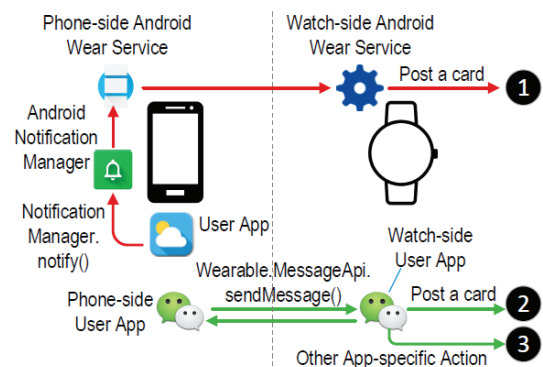 Phone-side Android
Wear Service
Watch-side Android
Wear Service
Post a card
1
Android
Notification
Manager
Notification
Manager.
notify()
User App
Watch-side
User App
Wearable.MessageApi.
sendMessage()
Phone-side
User App
Post a card
2
3
Other App-specific Action